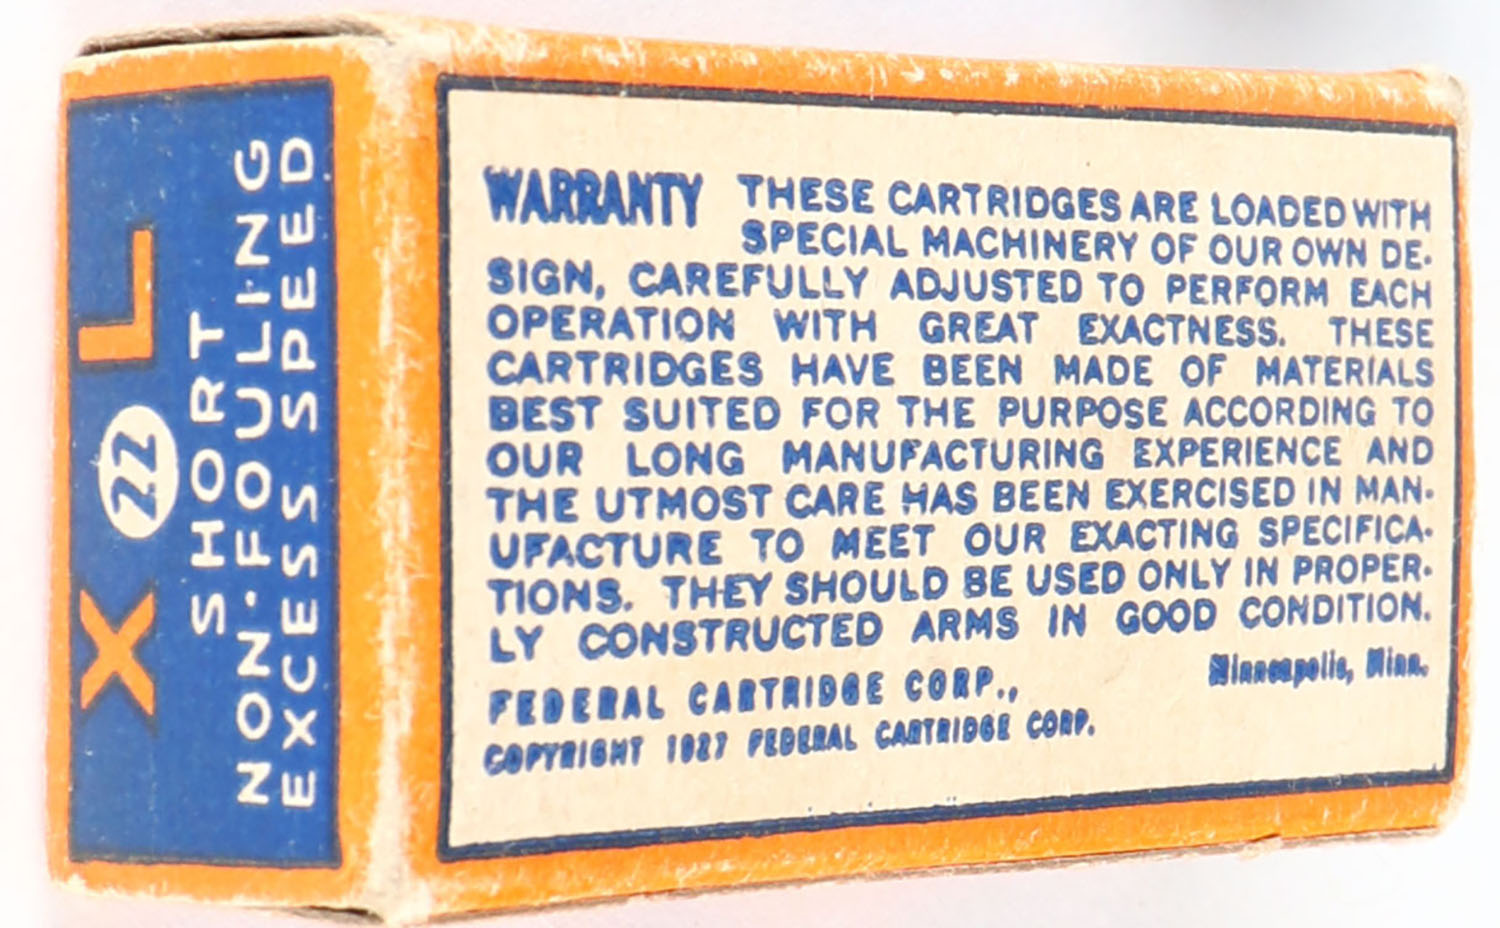 X 22 L
SHORT
NON-FOULING
EXCESS SPEED
WARRANTY THESE CARTRIDGES ARE LOADED WITH
SPECIAL MACHINERY OF OUR OWN DE-
SIGN, CAREFULLY ADJUSTED TO PERFORM EACH
OPERATION WITH GREAT EXACTNESS. THESE
CARTRIDGES HAVE BEEN MADE OF MATERIALS
BEST SUITED FOR THE PURPOSE ACCORDING TO
OUR LONG MANUFACTURING EXPERIENCE AND
THE UTMOST CARE HAS BEEN EXERCISED IN MAN-
UFACTURE TO MEET OUR EXACTING SPECIFICA-
TIONS. THEY SHOULD BE USED ONLY IN PROPER-
LY CONSTRUCTED ARMS IN GOOD CONDITION.
FEDERAL CARTRIDGE CORP., Minneapolis, Minn.
COPYRIGHT 1927 FEDERAL CARTRIDGE CORP.